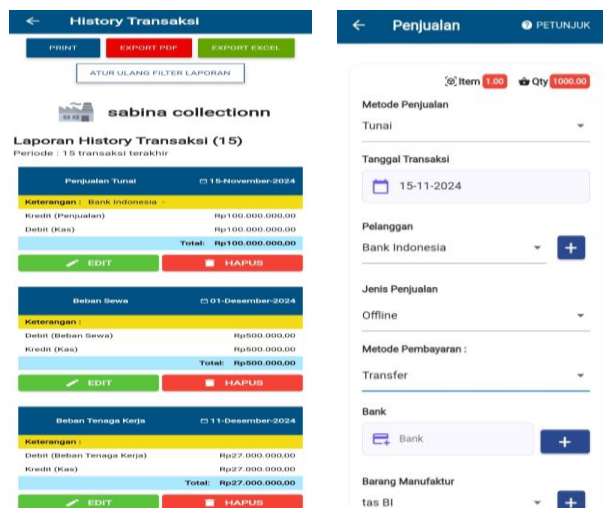 History Transaksi
PRINT
EXPORT PDF
EXPORT EXCEL
ATUR ULANG FILTER LAPORAN
sabina collectionn
Laporan History Transaksi (15)
Periode : 15 transaksi terakhir
Penjualan Tunai 15-November-2024
Keterangan : Bank Indonesia -
Kredit (Penjualan) Rp100.000.000,00
Debit (Kas) Rp100.000.000,00
Total: Rp100.000.000,00
EDIT HAPUS
Beban Sewa 01-Desember-2024
Keterangan :
Debit (Beban Sewa) Rp500.000,00
Kredit (Kas) Rp500.000,00
Total: Rp500.000,00
EDIT HAPUS
Beban Tenaga Kerja 11-Desember-2024
Keterangan :
Debit (Beban Tenaga Kerja) Rp27.000.000,00
Kredit (Kas) Rp27.000.000,00
Total: Rp27.000.000,00
EDIT HAPUS
Penjualan PETUNJUK
Item 1.00 Qty 1000.00
Metode Penjualan
Tunai
Tanggal Transaksi
15-11-2024
Pelanggan
Bank Indonesia
+
Jenis Penjualan
Offline
Metode Pembayaran :
Transfer
Bank
Bank
+
Barang Manufaktur
tas BI
+